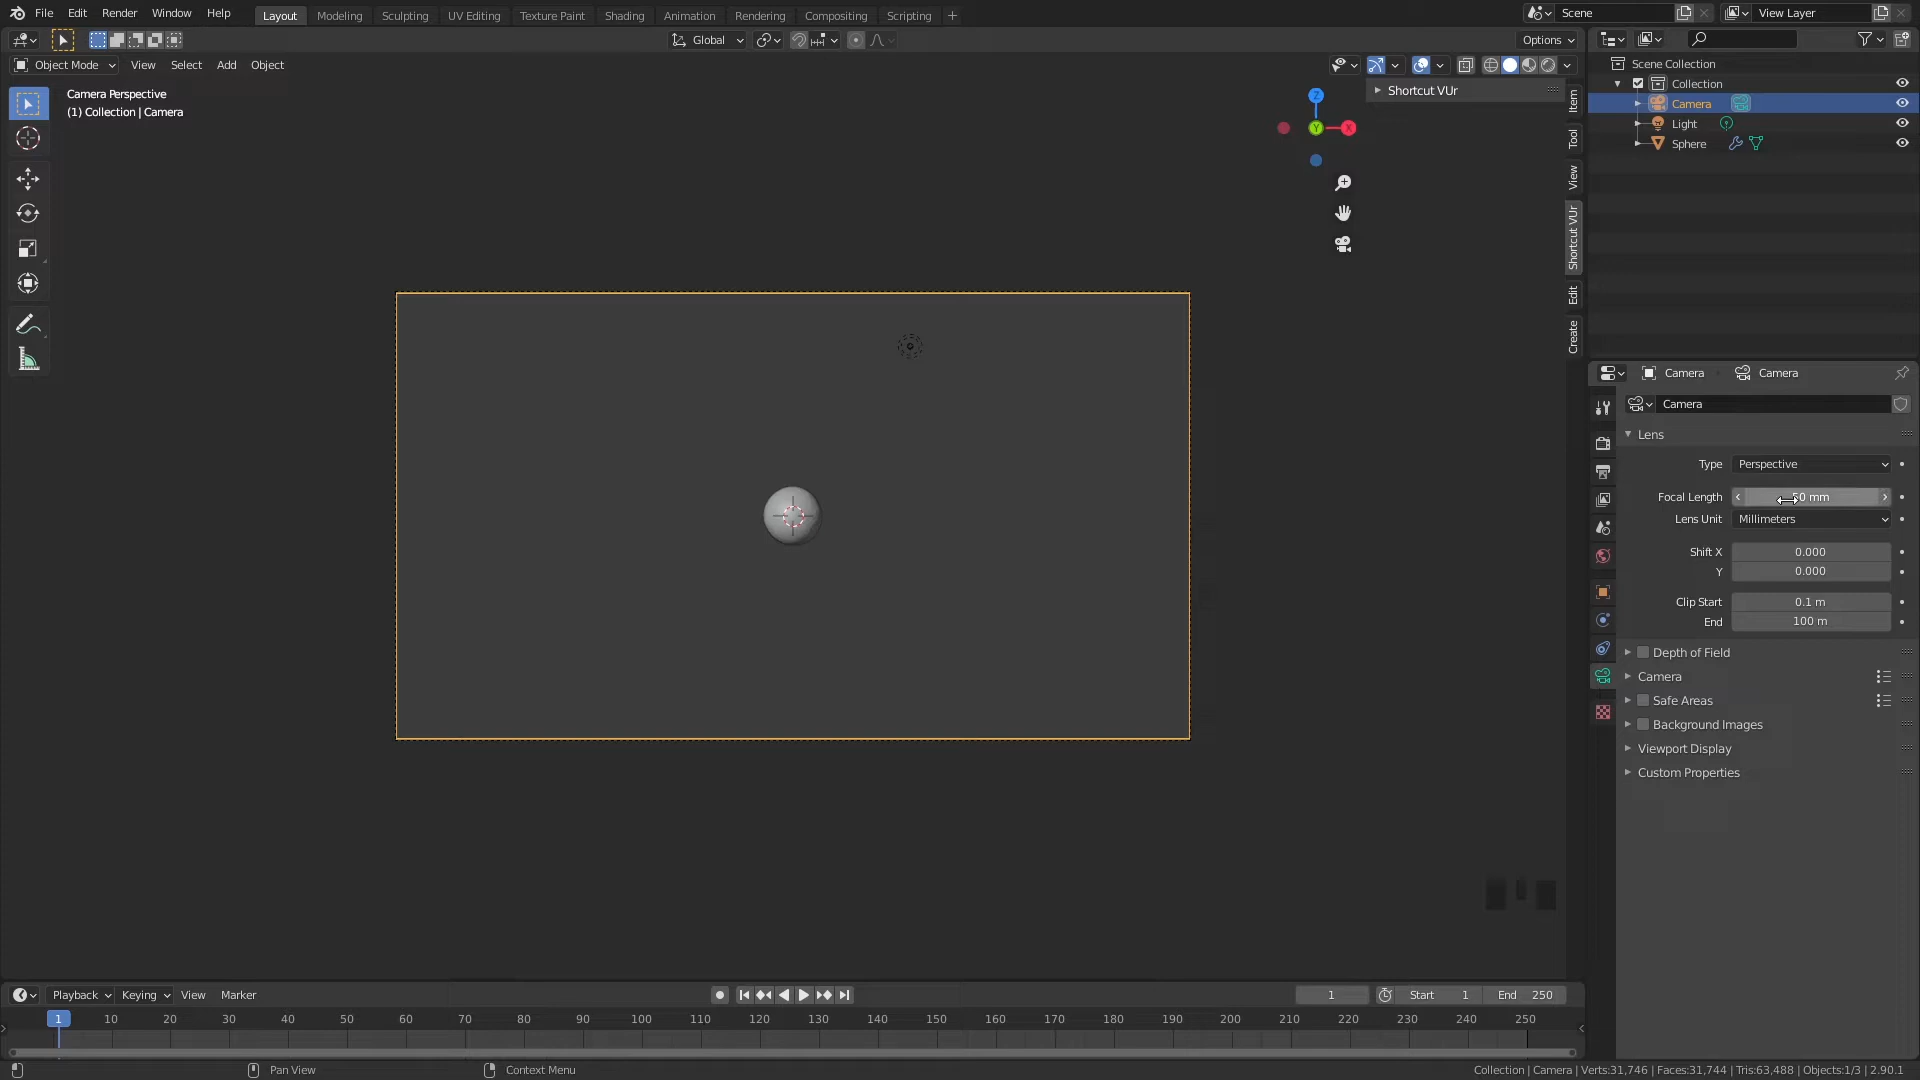 File Edit Render Window Help Layout Modeling Sculpting UV Editing Texture Paint Shading Animation Rendering Compositing Scripting + Scene View Layer
Global Options
Object Mode View Select Add Object
Camera Perspective
(1) Collection | Camera
Shortcut VUr
Z
Y
X
Item
Tool
View
Shortcut VUr
Edit
Create
Scene Collection
Collection
Camera
Light
Sphere
Camera Camera
Camera
Lens
Type Perspective
Focal Length 50 mm
Lens Unit Millimeters
Shift X 0.000
Y 0.000
Clip Start 0.1 m
End 100 m
Depth of Field
Camera
Safe Areas
Background Images
Viewport Display
Custom Properties
Playback Keying View Marker 1 Start 1 End 250
1 10 20 30 40 50 60 70 80 90 100 110 120 130 140 150 160 170 180 190 200 210 220 230 240 250
Pan View Context Menu Collection | Camera | Verts:31,746 | Faces:31,744 | Tris:63,488 | Objects:1/3 | 2.90.1